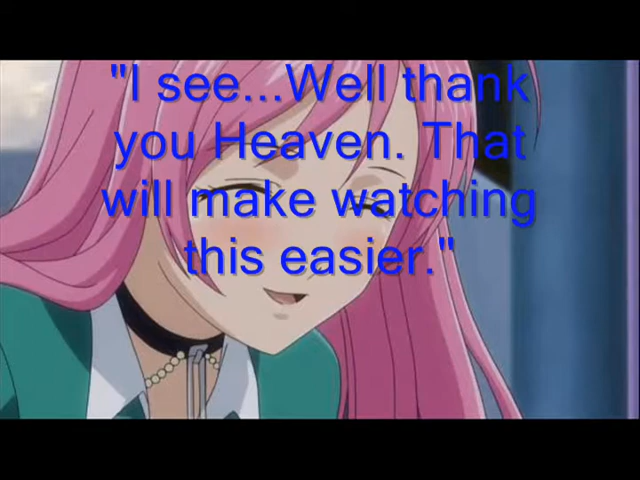 "I see...Well thank
you Heaven. That
will make watching
this easier."